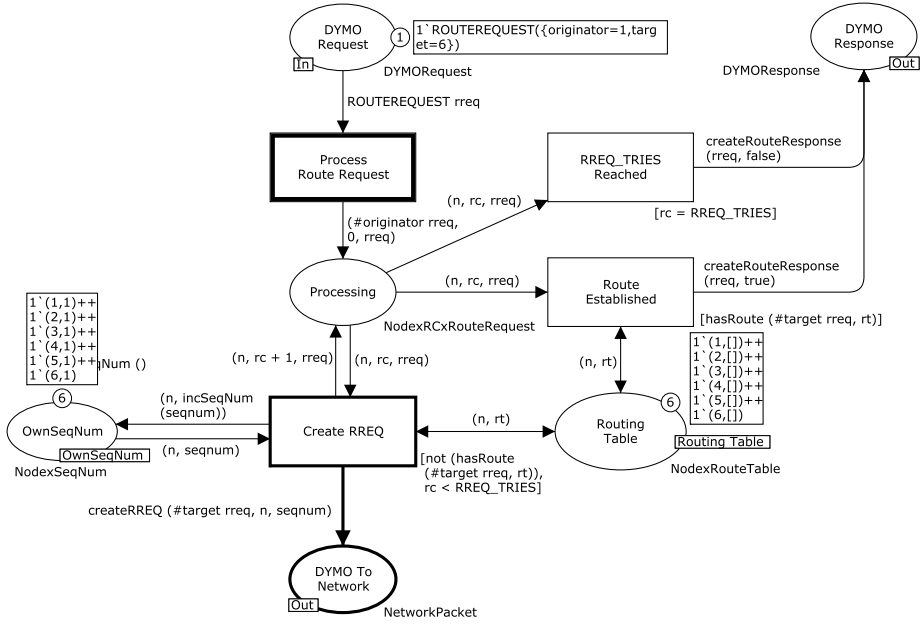 DYMO
Request
1
1`ROUTEREQUEST({originator=1,targ
et=6})
In
DYMORequest
DYMO
Response
Out
DYMOResponse
ROUTEREQUEST rreq
Process
Route Request
RREQ_TRIES
Reached
createRouteResponse
(rreq, false)
[rc = RREQ_TRIES]
(n, rc, rreq)
(#originator rreq,
0, rreq)
Processing
NodexRCxRouteRequest
(n, rc, rreq)
Route
Established
createRouteResponse
(rreq, true)
[hasRoute (#target rreq, rt)]
1`(1,1)++
1`(2,1)++
1`(3,1)++
1`(4,1)++
1`(5,1)++
1`(6,1)
qNum ()
(n, rc + 1, rreq)
(n, rc, rreq)
(n, rt)
1`(1,[])++
1`(2,[])++
1`(3,[])++
1`(4,[])++
1`(5,[])++
1`(6,[])
6
OwnSeqNum
OwnSeqNum
NodexSeqNum
(n, incSeqNum
(seqnum))
(n, seqnum)
Create RREQ
(n, rt)
[not (hasRoute
(#target rreq, rt)),
rc < RREQ_TRIES]
6
Routing
Table
Routing Table
NodexRouteTable
createRREQ (#target rreq, n, seqnum)
DYMO To
Network
Out
NetworkPacket